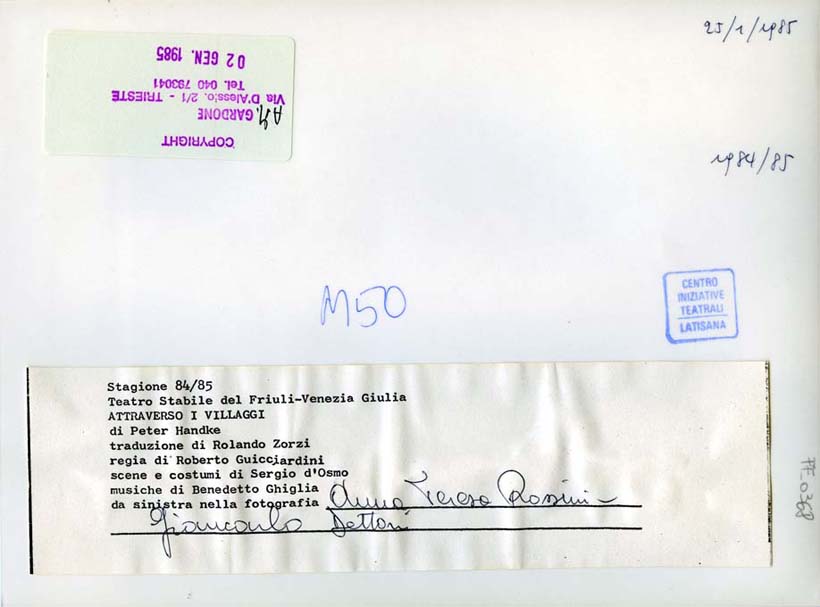 25/1/1985
02 GEN. 1985
Tel. 040 793041
Via D'Alessio, 2/1 - TRIESTE
A.M. GARDONE
COPYRIGHT
1984/85
M50
CENTRO
INIZIATIVE
TEATRALI
LATISANA
Stagione 84/85
Teatro Stabile del Friuli-Venezia Giulia
ATTRAVERSO I VILLAGGI
di Peter Handke
traduzione di Rolando Zorzi
regia di Roberto Guicciardini
scene e costumi di Sergio d'Osmo
musiche di Benedetto Ghiglia
da sinistra nella fotografia Anna Teresa Rossini -
Giancarlo Dettori
FF_0368